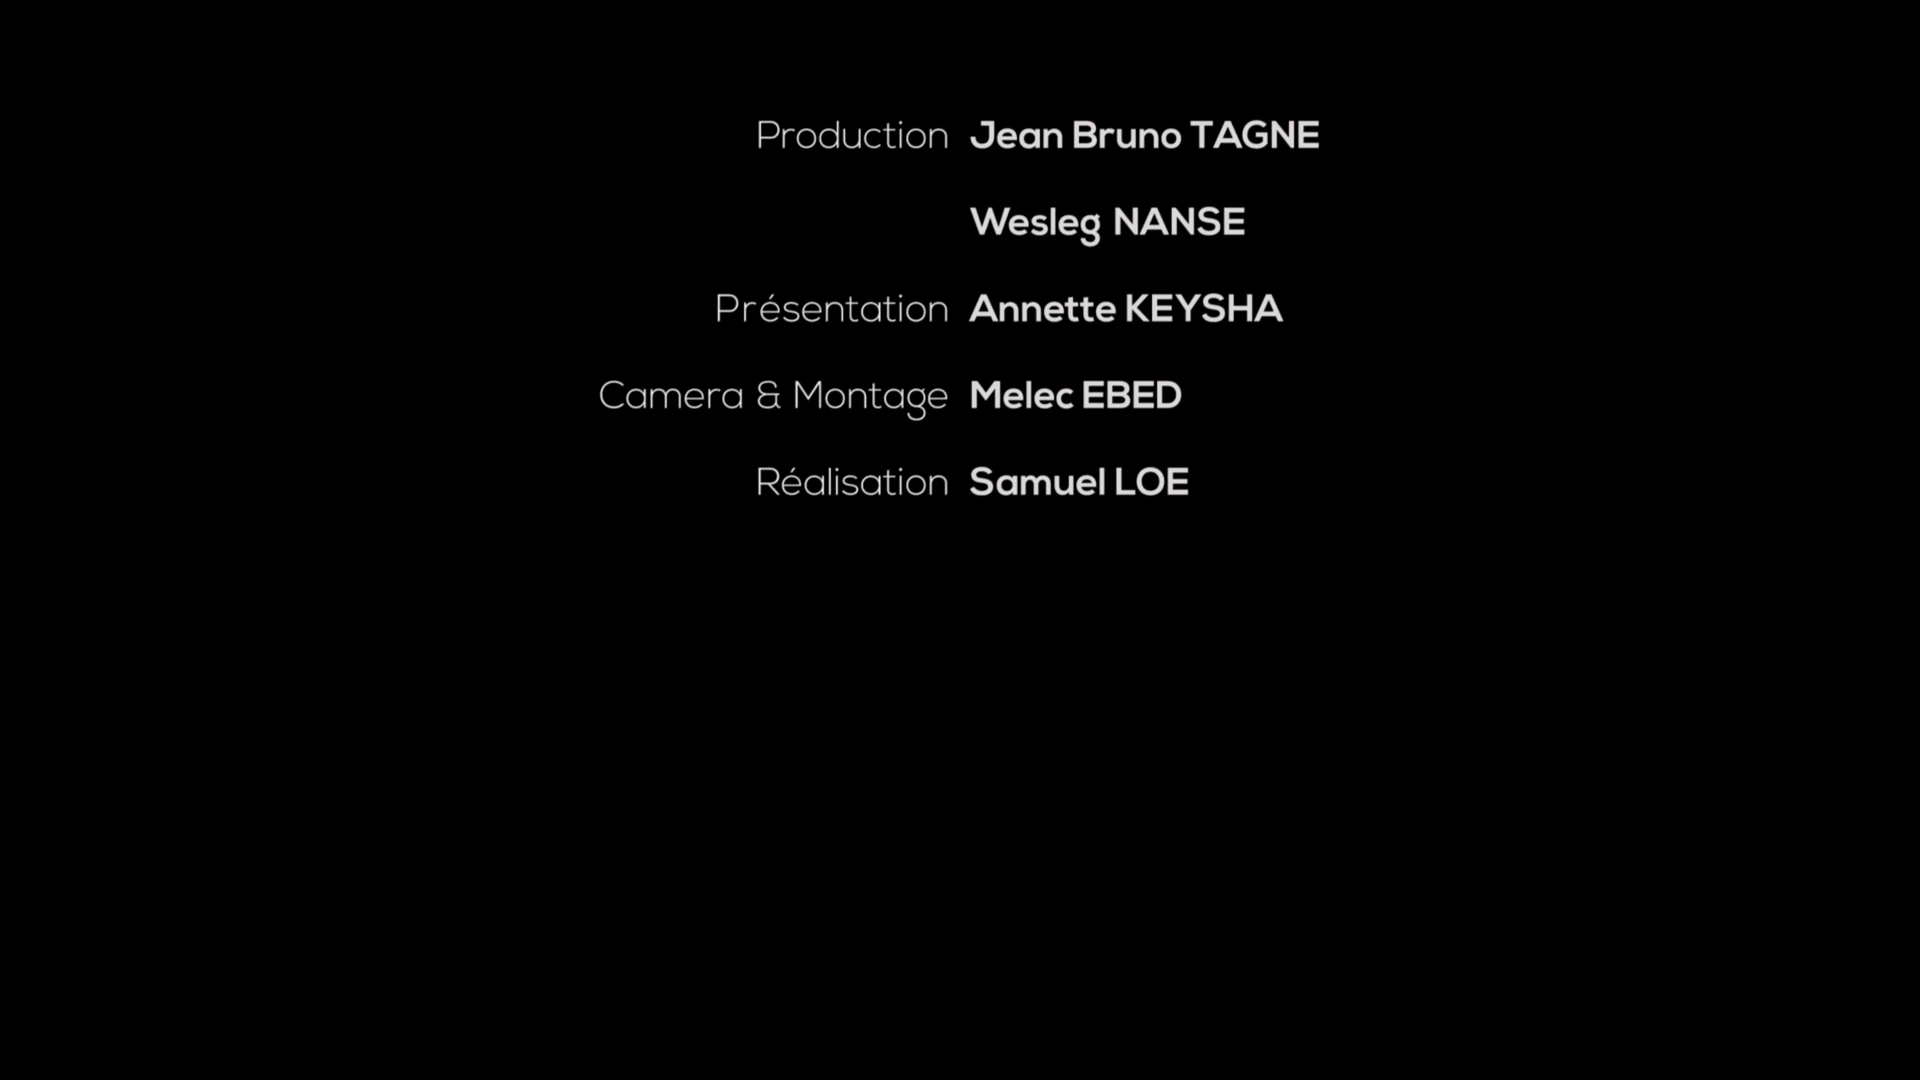 Production Jean Bruno TAGNE
Wesleg NANSE
Présentation Annette KEYSHA
Camera & Montage Melec EBED
Réalisation Samuel LOE